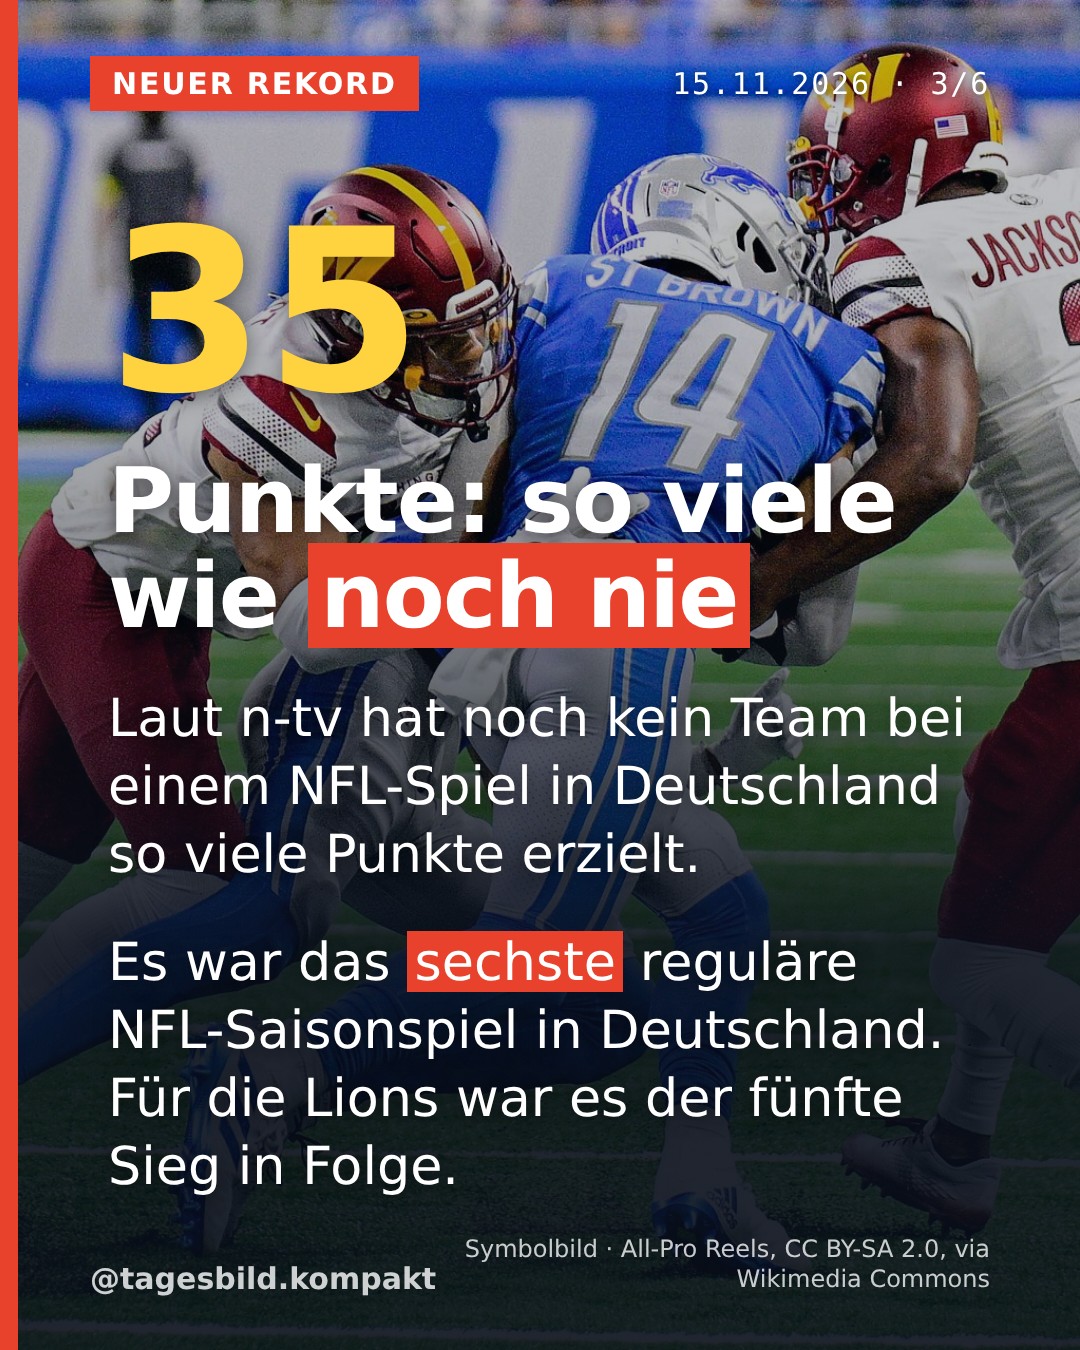 NEUER REKORD
15.11.2026 · 3/6
35
JACKSO
ST BROWN
14
Punkte: so viele
wie noch nie
Laut n-tv hat noch kein Team bei
einem NFL-Spiel in Deutschland
so viele Punkte erzielt.
Es war das sechste reguläre
NFL-Saisonspiel in Deutschland.
Für die Lions war es der fünfte
Sieg in Folge.
Symbolbild · All-Pro Reels, CC BY-SA 2.0, via
Wikimedia Commons
@tagesbild.kompakt